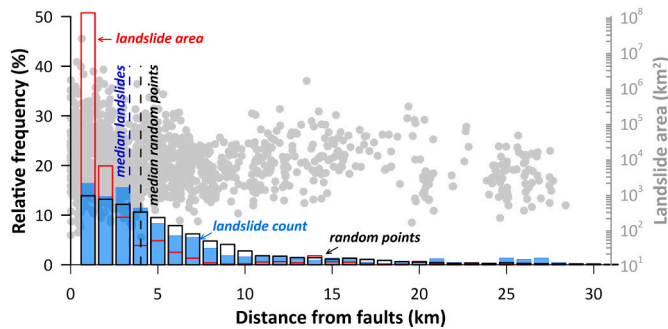 Relative frequency (%)
50
40
30
20
10
0
landslide area
median landslides
median random points
landslide count
random points
10⁸
10⁷
10⁶
10⁵
10⁴
10³
10²
10¹
Landslide area (km²)
0 5 10 15 20 25 30
Distance from faults (km)